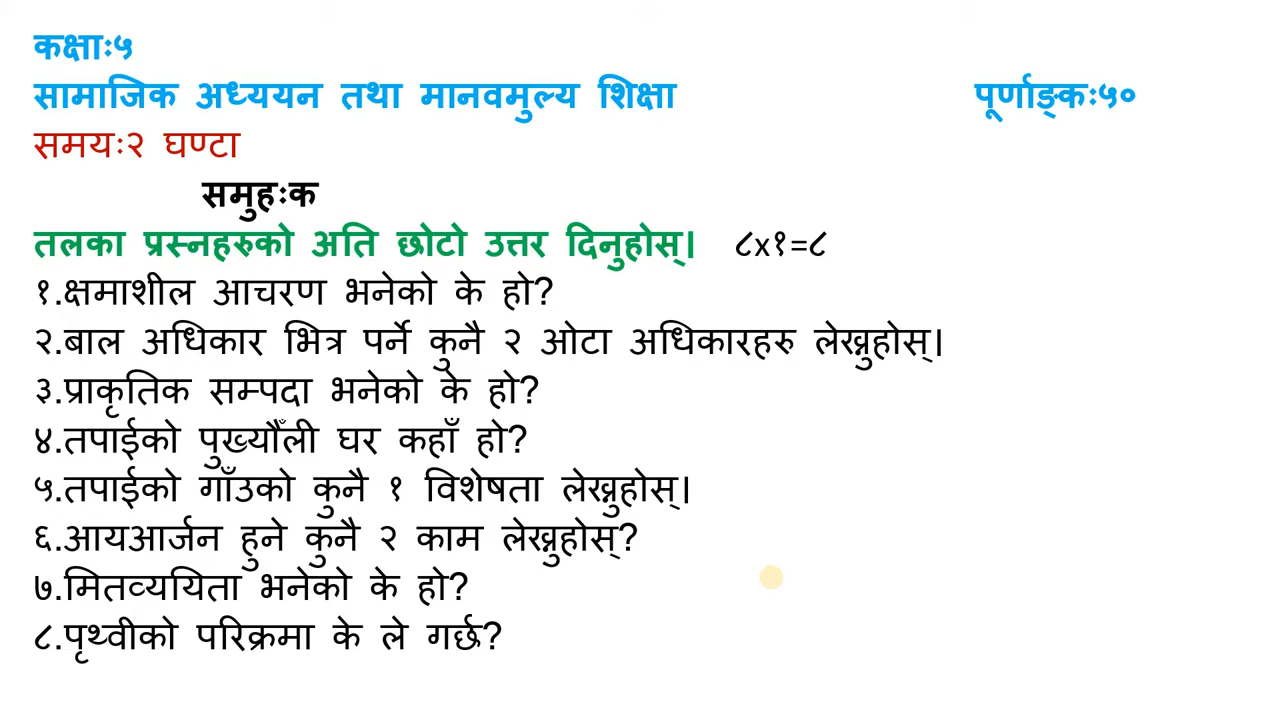 कक्षाः५
सामाजिक अध्ययन तथा मानवमुल्य शिक्षा पूर्णाङ्कः५०
समयः२ घण्टा
समुहःक
तलका प्रस्नहरुको अति छोटो उत्तर दिनुहोस्। ८x१=८
१.क्षमाशील आचरण भनेको के हो?
२.बाल अधिकार भित्र पर्ने कुनै २ ओटा अधिकारहरु लेख्नुहोस्।
३.प्राकृतिक सम्पदा भनेको के हो?
४.तपाईको पुर्ख्यौँली घर कहाँ हो?
५.तपाईको गाँउको कुनै १ विशेषता लेख्नुहोस्।
६.आयआर्जन हुने कुनै २ काम लेख्नुहोस्?
७.मितव्ययिता भनेको के हो?
८.पृथ्वीको परिक्रमा के ले गर्छ?